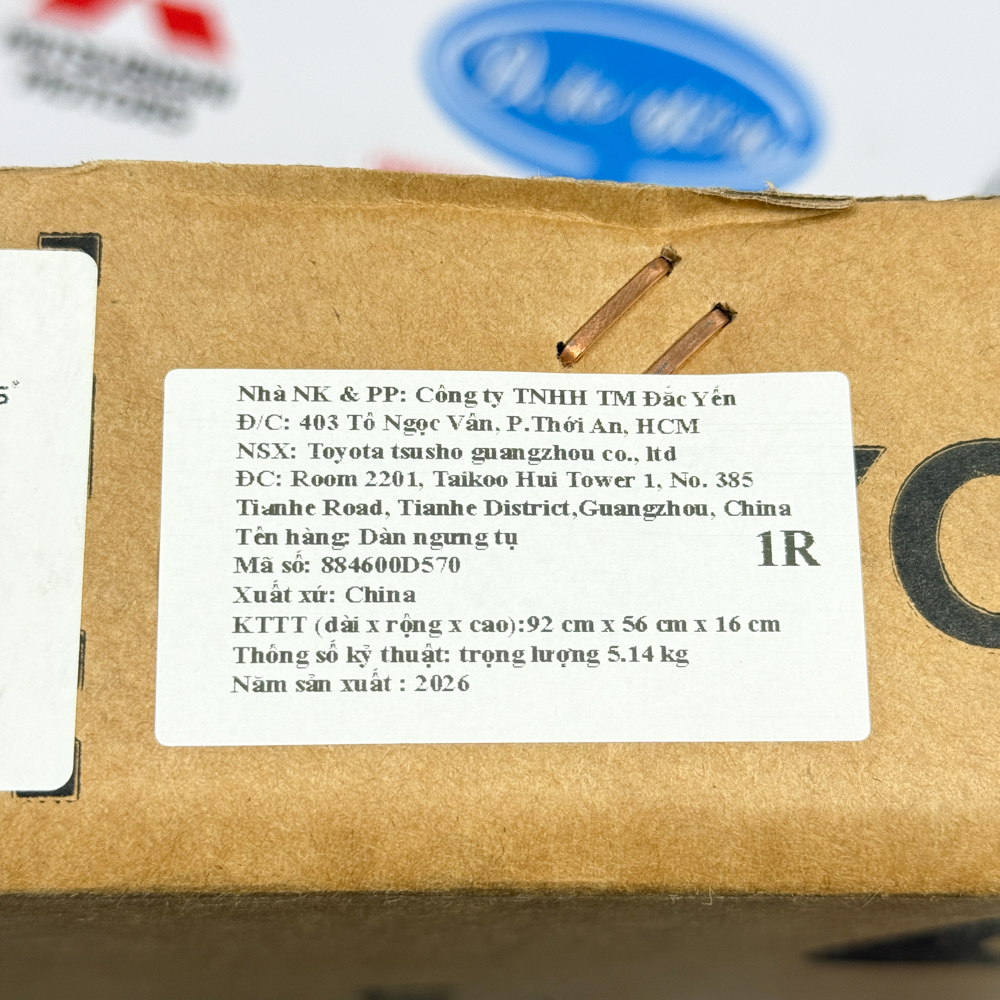 MITSUBISHI
MOTORS
Nhà NK & PP: Công ty TNHH TM Đắc Yến
Đ/C: 403 Tô Ngọc Vân, P.Thới An, HCM
NSX: Toyota tsusho guangzhou co., ltd
ĐC: Room 2201, Taikoo Hui Tower 1, No. 385
Tianhe Road, Tianhe District,Guangzhou, China
Tên hàng: Dàn ngưng tụ
1R
Mã số: 884600D570
Xuất xứ: China
KTTT (dài x rộng x cao):92 cm x 56 cm x 16 cm
Thông số kỹ thuật: trọng lượng 5.14 kg
Năm sản xuất : 2026